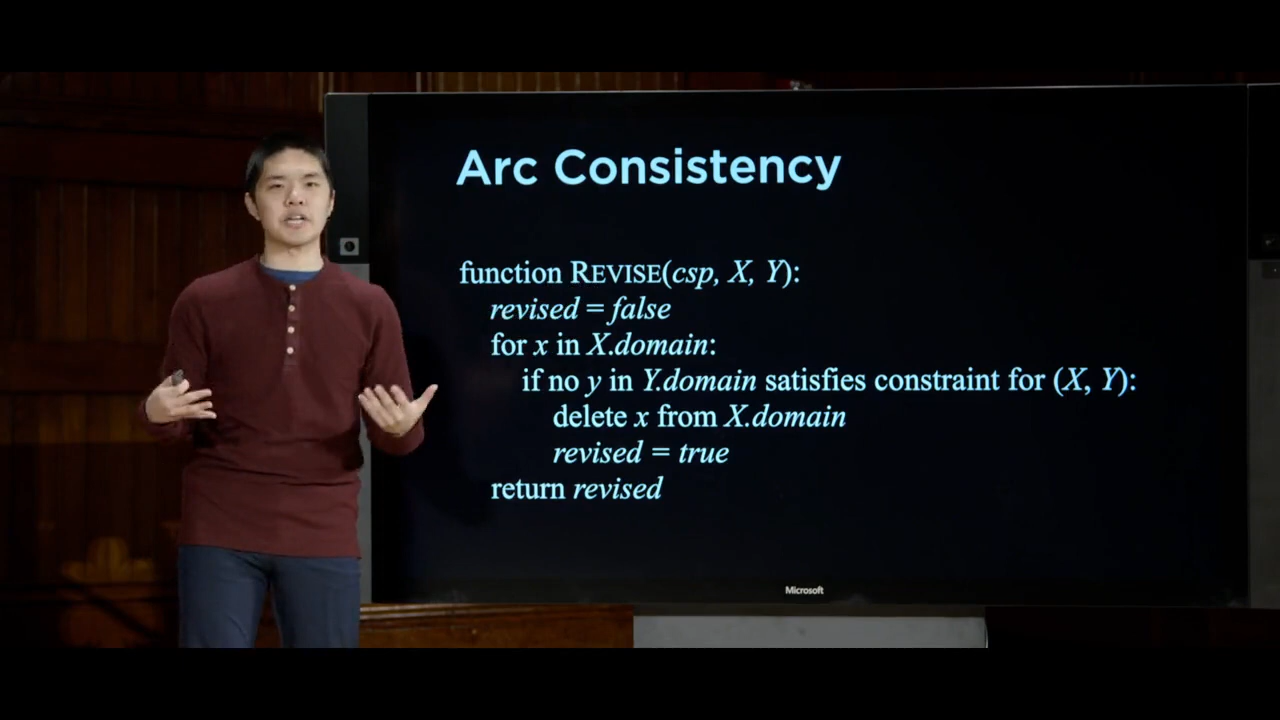 Arc Consistency
function REVISE(csp, X, Y):
revised = false
for x in X.domain:
if no y in Y.domain satisfies constraint for (X, Y):
delete x from X.domain
revised = true
return revised
Microsoft